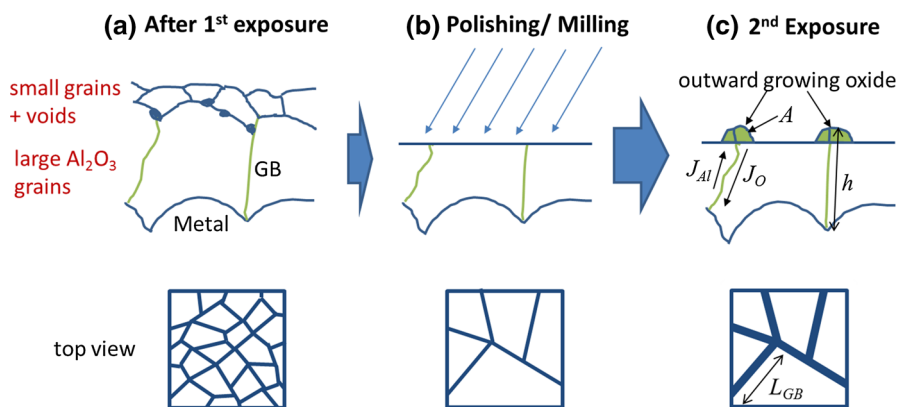 (a) After 1st exposure
(b) Polishing/ Milling
(c) 2nd Exposure
small grains
+ voids
large Al2O3
grains
GB
Metal
outward growing oxide
A
JAl
JO
h
top view
LGB